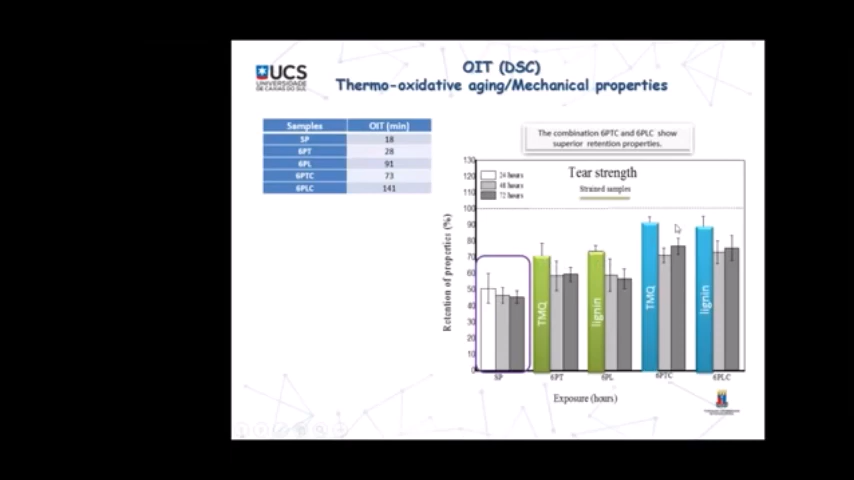 UCS
UNIVERSIDADE
DE CAXIAS DO SUL
OIT (DSC)
Thermo-oxidative aging/Mechanical properties
Samples OIT (min)
SP 18
6PT 28
6PL 91
6PTC 73
6PLC 141
The combination 6PTC and 6PLC show
superior retention properties.
Tear strength
Strained samples
24 hours
48 hours
72 hours
Retention of properties (%)
130
120
110
100
90
80
70
60
50
40
30
20
10
0
TMQ
lignin
TMQ
lignin
SP 6PT 6PL 6PTC 6PLC
Exposure (hours)